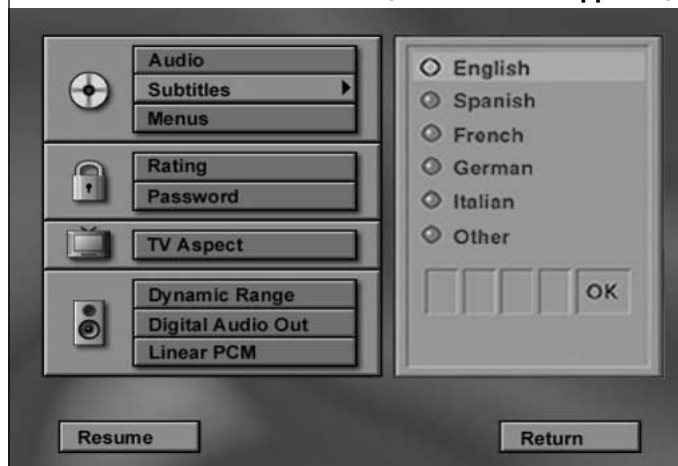 Audio
Subtitles
Menus
Rating
Password
TV Aspect
Dynamic Range
Digital Audio Out
Linear PCM
English
Spanish
French
German
Italian
Other
OK
Resume
Return